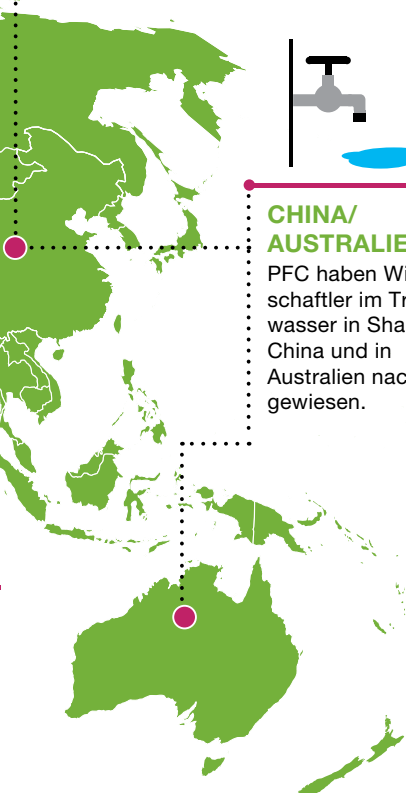 CHINA/
AUSTRALIE
PFC haben Wi
schaftler im Tr
wasser in Sha
China und in
Australien nac
gewiesen.